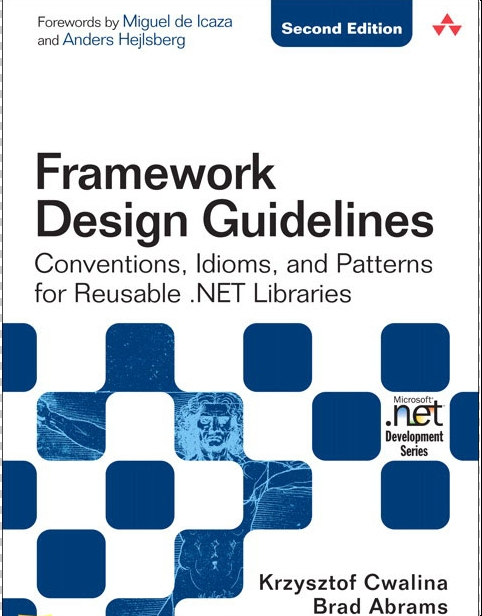 Forewords by Miguel de Icaza
and Anders Hejlsberg
Second Edition
Framework
Design Guidelines
Conventions, Idioms, and Patterns
for Reusable .NET Libraries
Microsoft
.net
Development
Series
Krzysztof Cwalina
Brad Abrams